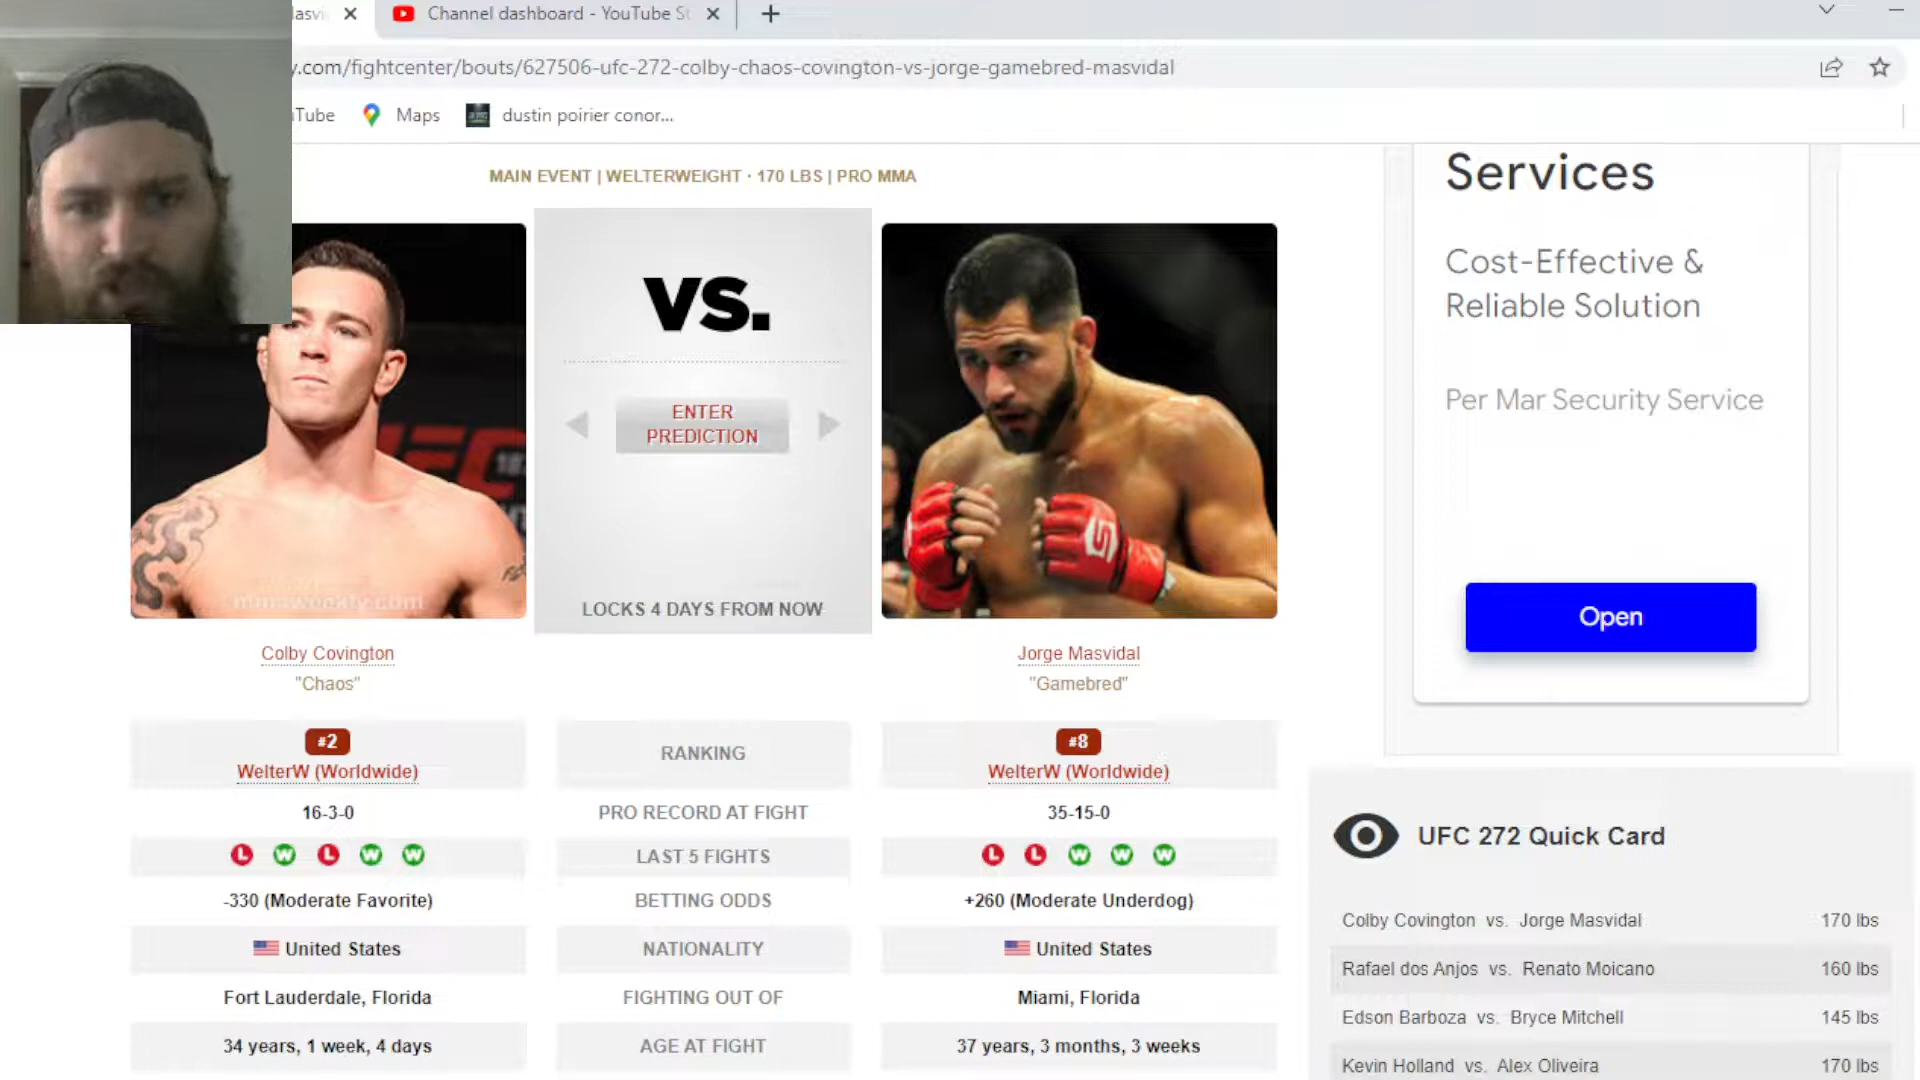 asvi
Channel dashboard - YouTube St
y.com/fightcenter/bouts/627506-ufc-272-colby-chaos-covington-vs-jorge-gamebred-masvidal
Tube
Maps
dustin poirier conor...
MAIN EVENT | WELTERWEIGHT · 170 LBS | PRO MMA
VS.
ENTER
PREDICTION
LOCKS 4 DAYS FROM NOW
mmaweekly.com
Colby Covington
"Chaos"
Jorge Masvidal
"Gamebred"
#2
WelterW (Worldwide)
RANKING
#8
WelterW (Worldwide)
16-3-0
PRO RECORD AT FIGHT
35-15-0
L W L W W
LAST 5 FIGHTS
L L W W W
-330 (Moderate Favorite)
BETTING ODDS
+260 (Moderate Underdog)
United States
NATIONALITY
United States
Fort Lauderdale, Florida
FIGHTING OUT OF
Miami, Florida
34 years, 1 week, 4 days
AGE AT FIGHT
37 years, 3 months, 3 weeks
Services
Cost-Effective &
Reliable Solution
Per Mar Security Service
Open
UFC 272 Quick Card
Colby Covington vs. Jorge Masvidal 170 lbs
Rafael dos Anjos vs. Renato Moicano 160 lbs
Edson Barboza vs. Bryce Mitchell 145 lbs
Kevin Holland vs. Alex Oliveira 170 lbs